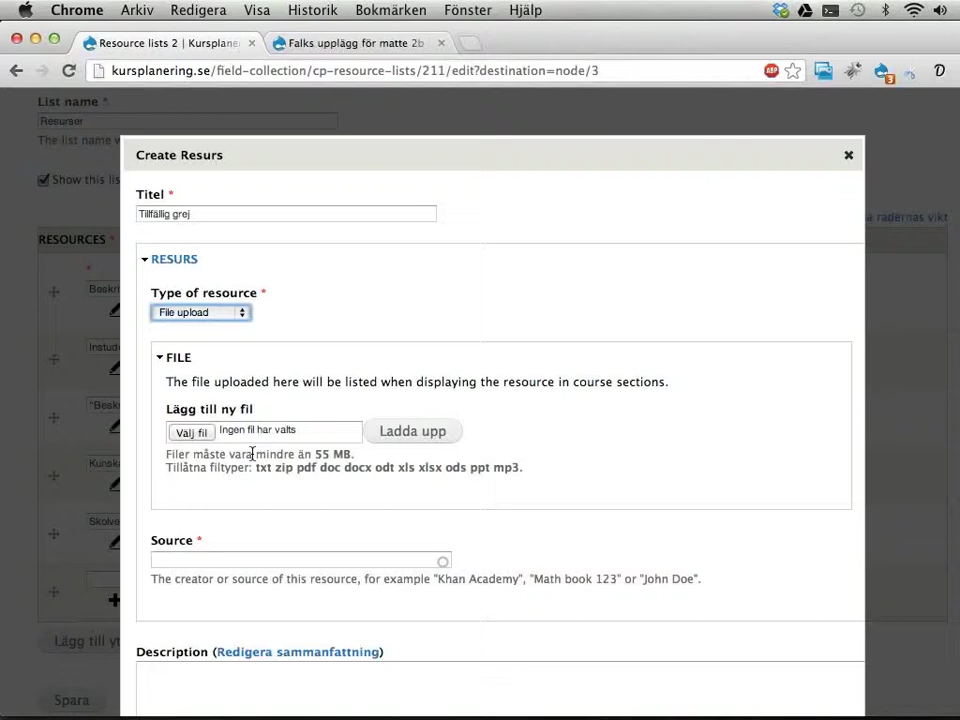 Chrome Arkiv Redigera Visa Historik Bokmärken Fönster Hjälp
Resource lists 2 | Kursplane
Falks upplägg för matte 2b
kursplanering.se/field-collection/cp-resource-lists/211/edit?destination=node/3
ABP
3
D
List name *
Resurser
The list name
Create Resurs
Show this lis
Titel *
Tillfällig grej
a radernas vikt
RESOURCES *
RESURS
*
Type of resource *
Beskri
File upload
Instud
FILE
The file uploaded here will be listed when displaying the resource in course sections.
"Besk
Lägg till ny fil
Välj fil Ingen fil har valts Ladda upp
Filer måste vara mindre än 55 MB.
Kunska
Tillåtna filtyper: txt zip pdf doc docx odt xls xlsx ods ppt mp3.
Skolve
Source *
The creator or source of this resource, for example "Khan Academy", "Math book 123" or "John Doe".
Lägg till yt
Description (Redigera sammanfattning)
Spara